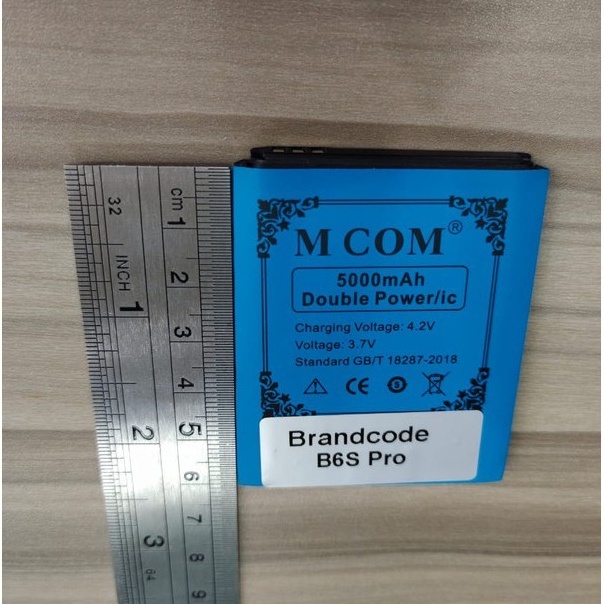 M COM®
5000mAh
Double Power/ic
Charging Voltage: 4.2V
Voltage: 3.7V
Standard GB/T 18287-2018
CE
Brandcode
B6S Pro
cm 1 2 3 4 5 6 7 8 9
32 INCH 1 2 3 64